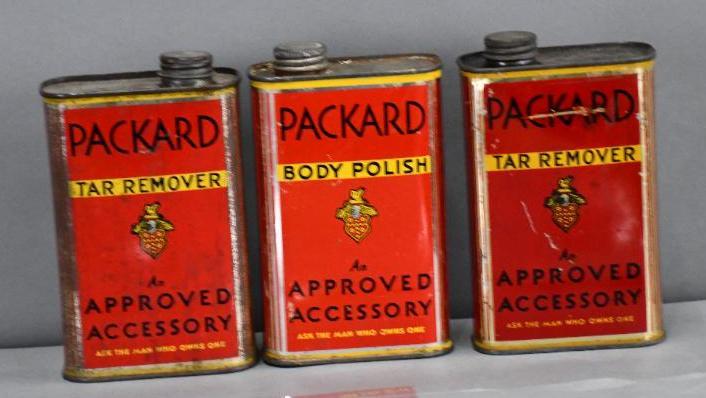 PACKARD
TAR REMOVER
An
APPROVED
ACCESSORY
ASK THE MAN WHO OWNS ONE
PACKARD
BODY POLISH
An
APPROVED
ACCESSORY
ASK THE MAN WHO OWNS ONE
PACKARD
TAR REMOVER
An
APPROVED
ACCESSORY
ASK THE MAN WHO OWNS ONE